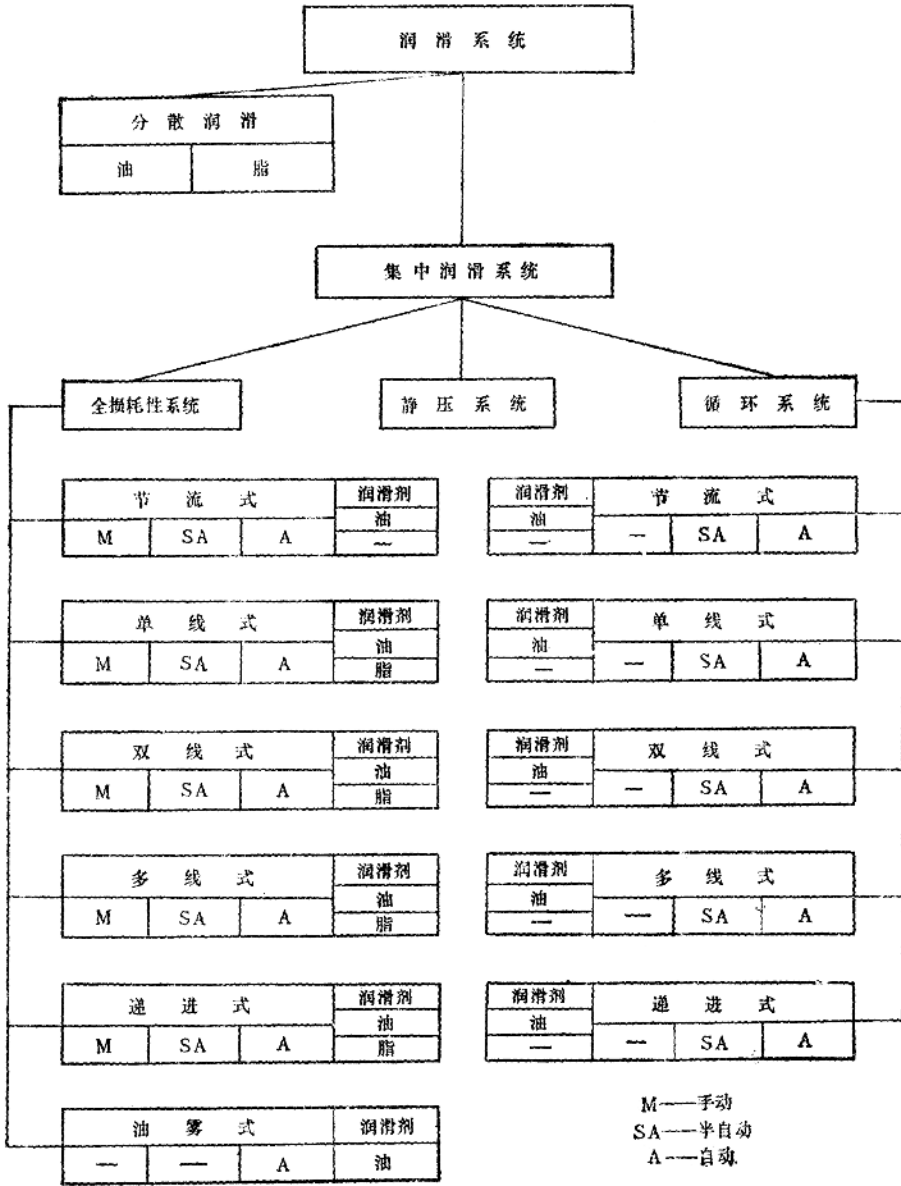 润滑系统
分散润滑
油 脂
集中润滑系统
全损耗性系统 静压系统 循环系统
节流式 润滑剂
油
M SA A —
润滑剂 节流式
油
— — SA A
单线式 润滑剂
油
M SA A 脂
润滑剂 单线式
油
— — SA A
双线式 润滑剂
油
M SA A 脂
润滑剂 双线式
油
— — SA A
多线式 润滑剂
油
M SA A 脂
润滑剂 多线式
油
— — SA A
递进式 润滑剂
油
M SA A 脂
润滑剂 递进式
油
— — SA A
油雾式 润滑剂
— — A 油
M——手动
SA——半自动
A——自动